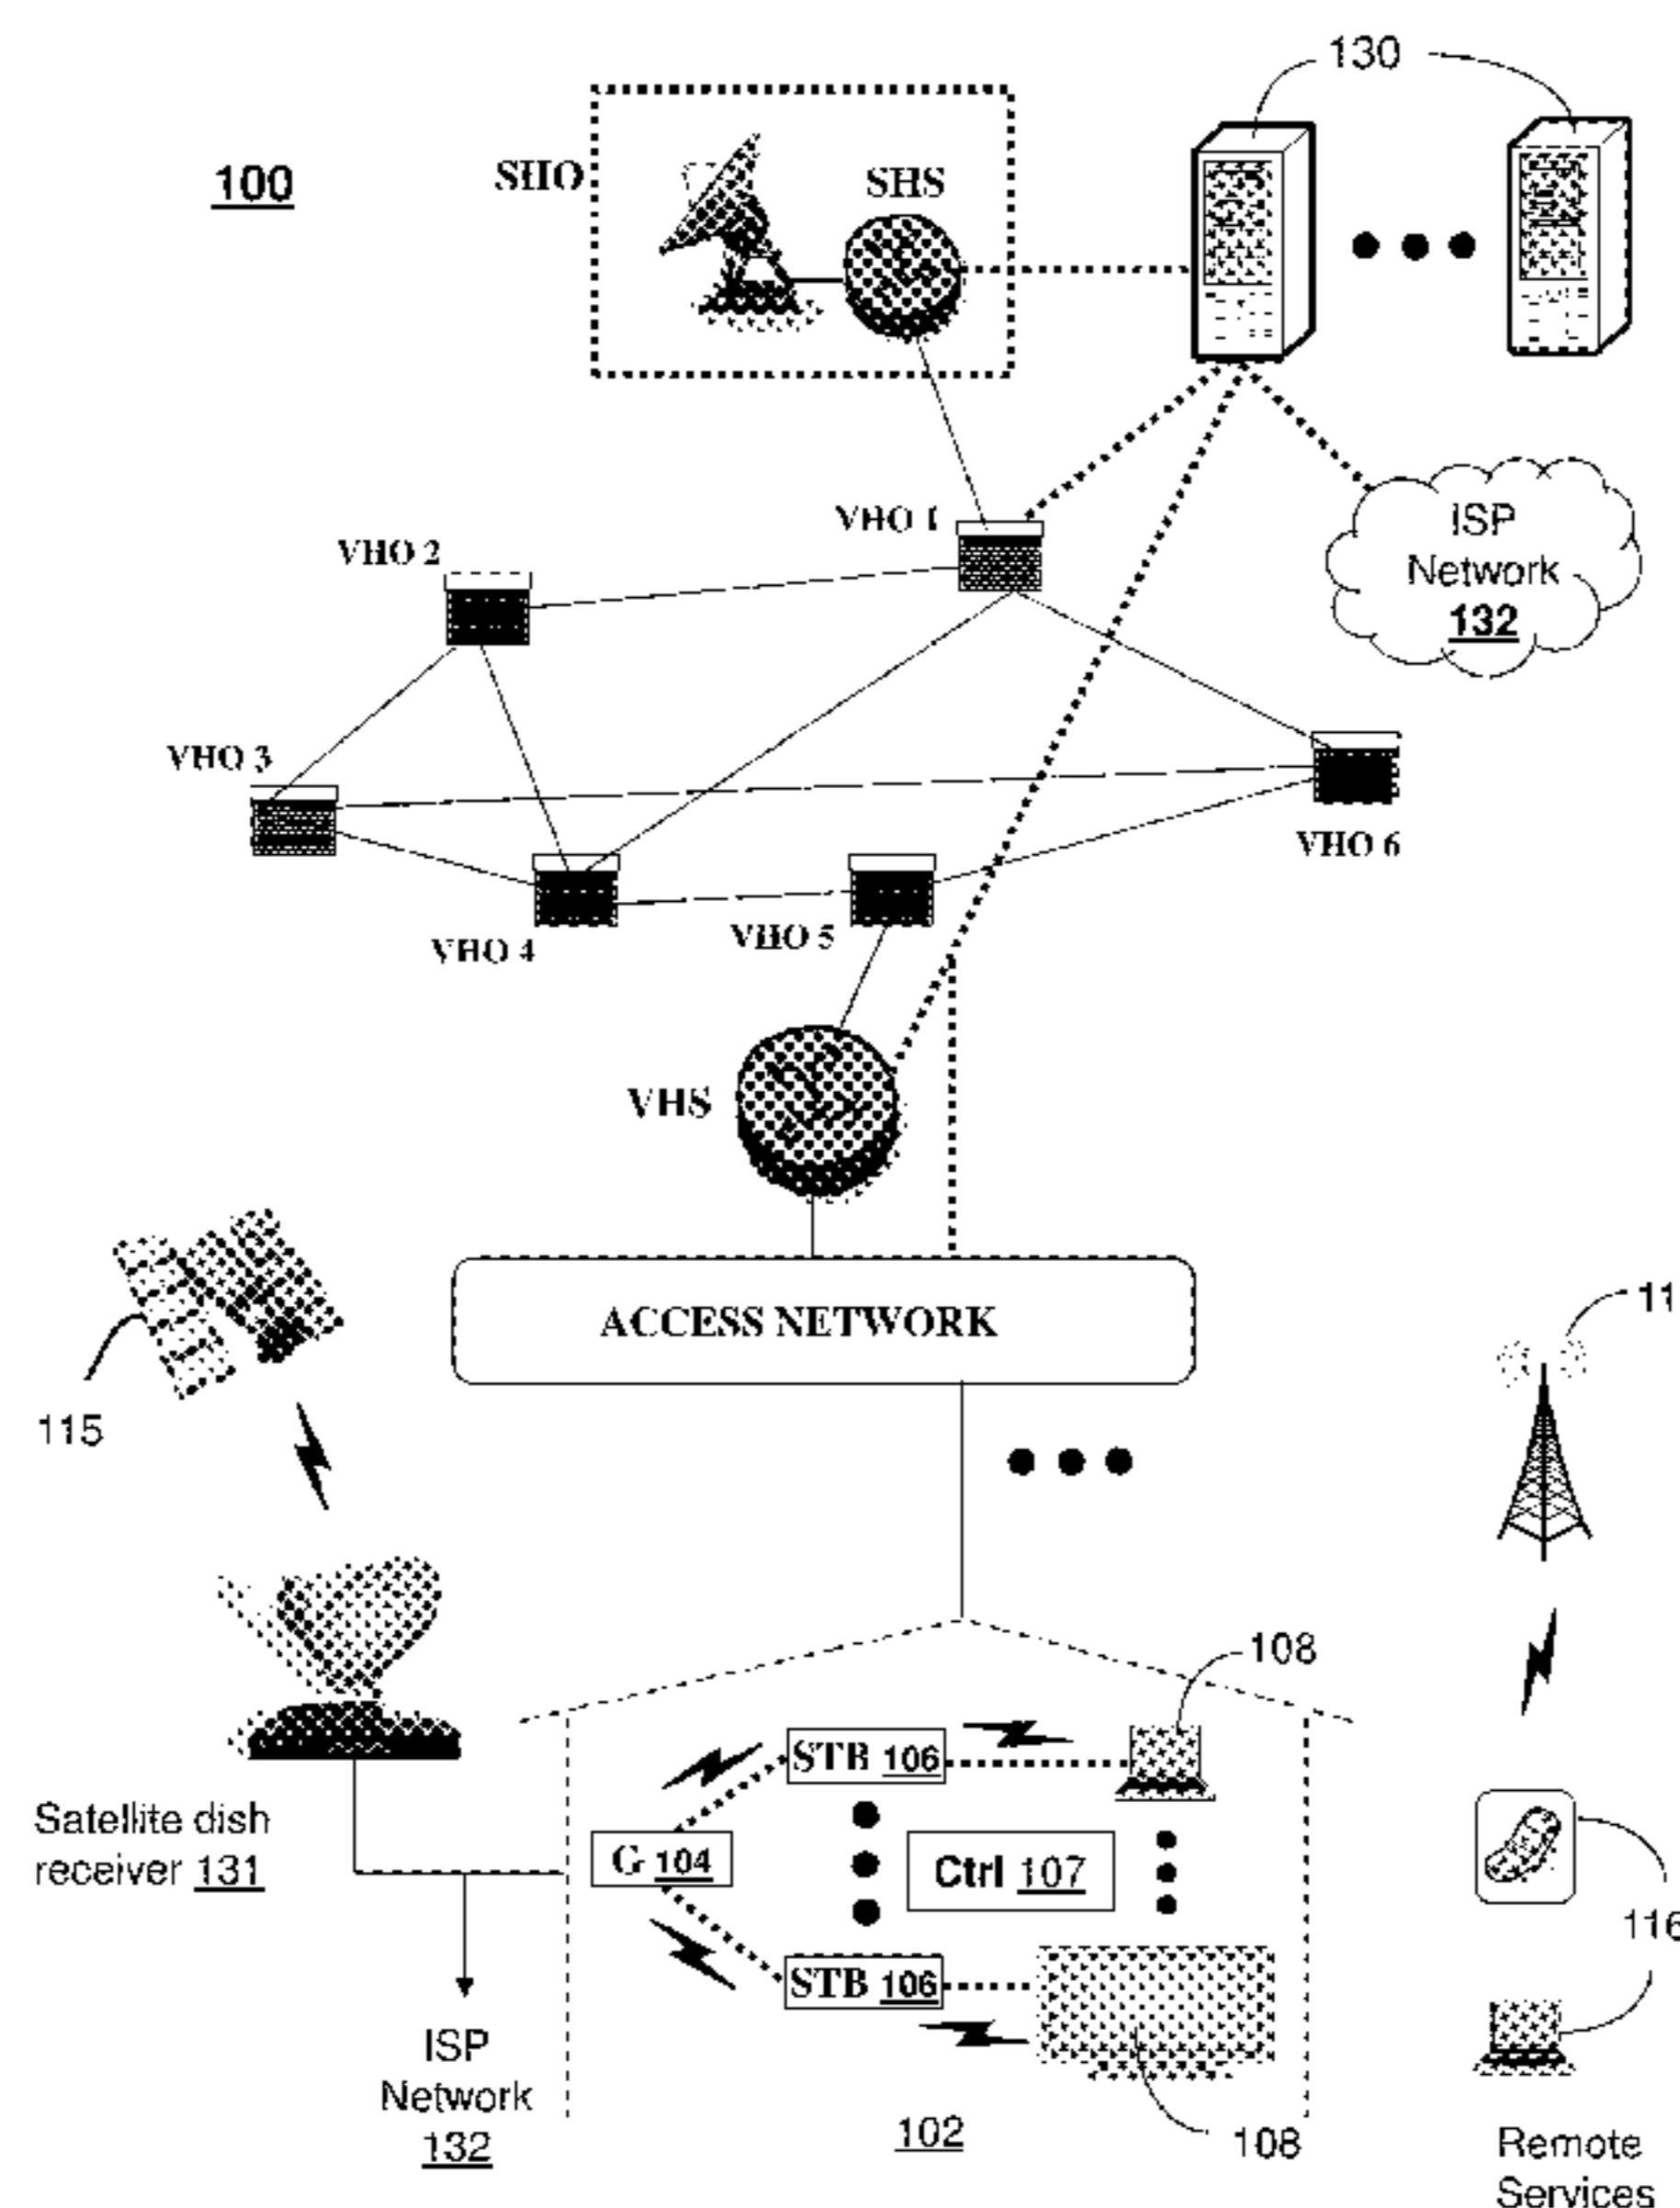 130
100
SHO
SHS
ISP
Network
132
VHO 1
VHO 2
VHO 3
VHO 6
VHO 4
VHO 5
VHS
ACCESS NETWORK
11
115
108
STB 106
Satellite dish
receiver 131
G 104
Ctrl 107
116
STB 106
ISP
Network
132
102
108
Remote
Services